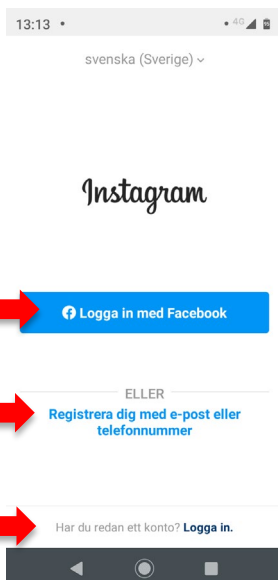 13:13 • • 4G
svenska (Sverige)
Instagram
Logga in med Facebook
ELLER
Registrera dig med e-post eller
telefonnummer
Har du redan ett konto? Logga in.